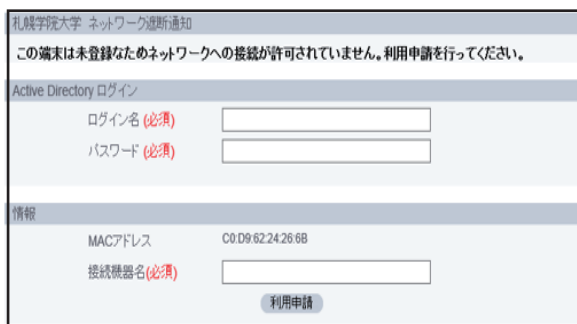 札幌学院大学 ネットワーク遮断通知
この端末は未登録なためネットワークへの接続が許可されていません。利用申請を行ってください。
Active Directory ログイン
ログイン名 (必須)
パスワード (必須)
情報
MACアドレス C0:D9:62:24:26:6B
接続機器名(必須)
利用申請